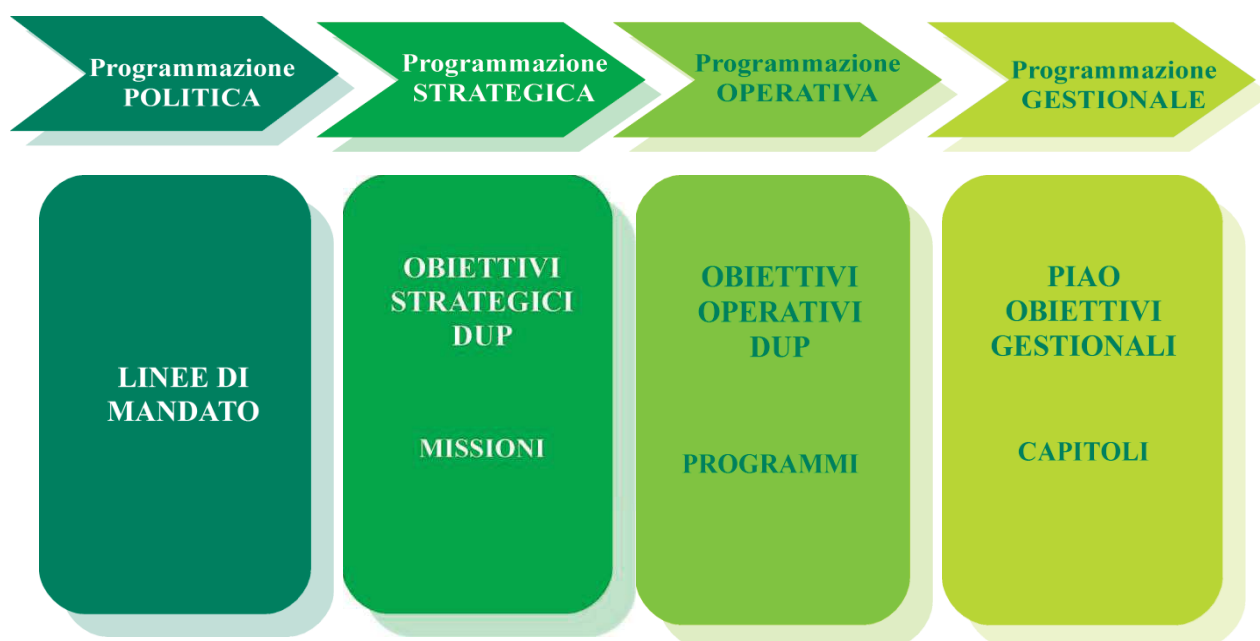 Programmazione
POLITICA
Programmazione
STRATEGICA
Programmazione
OPERATIVA
Programmazione
GESTIONALE
LINEE DI
MANDATO
OBIETTIVI
STRATEGICI
DUP
MISSIONI
OBIETTIVI
OPERATIVI
DUP
PROGRAMMI
PIAO
OBIETTIVI
GESTIONALI
CAPITOLI